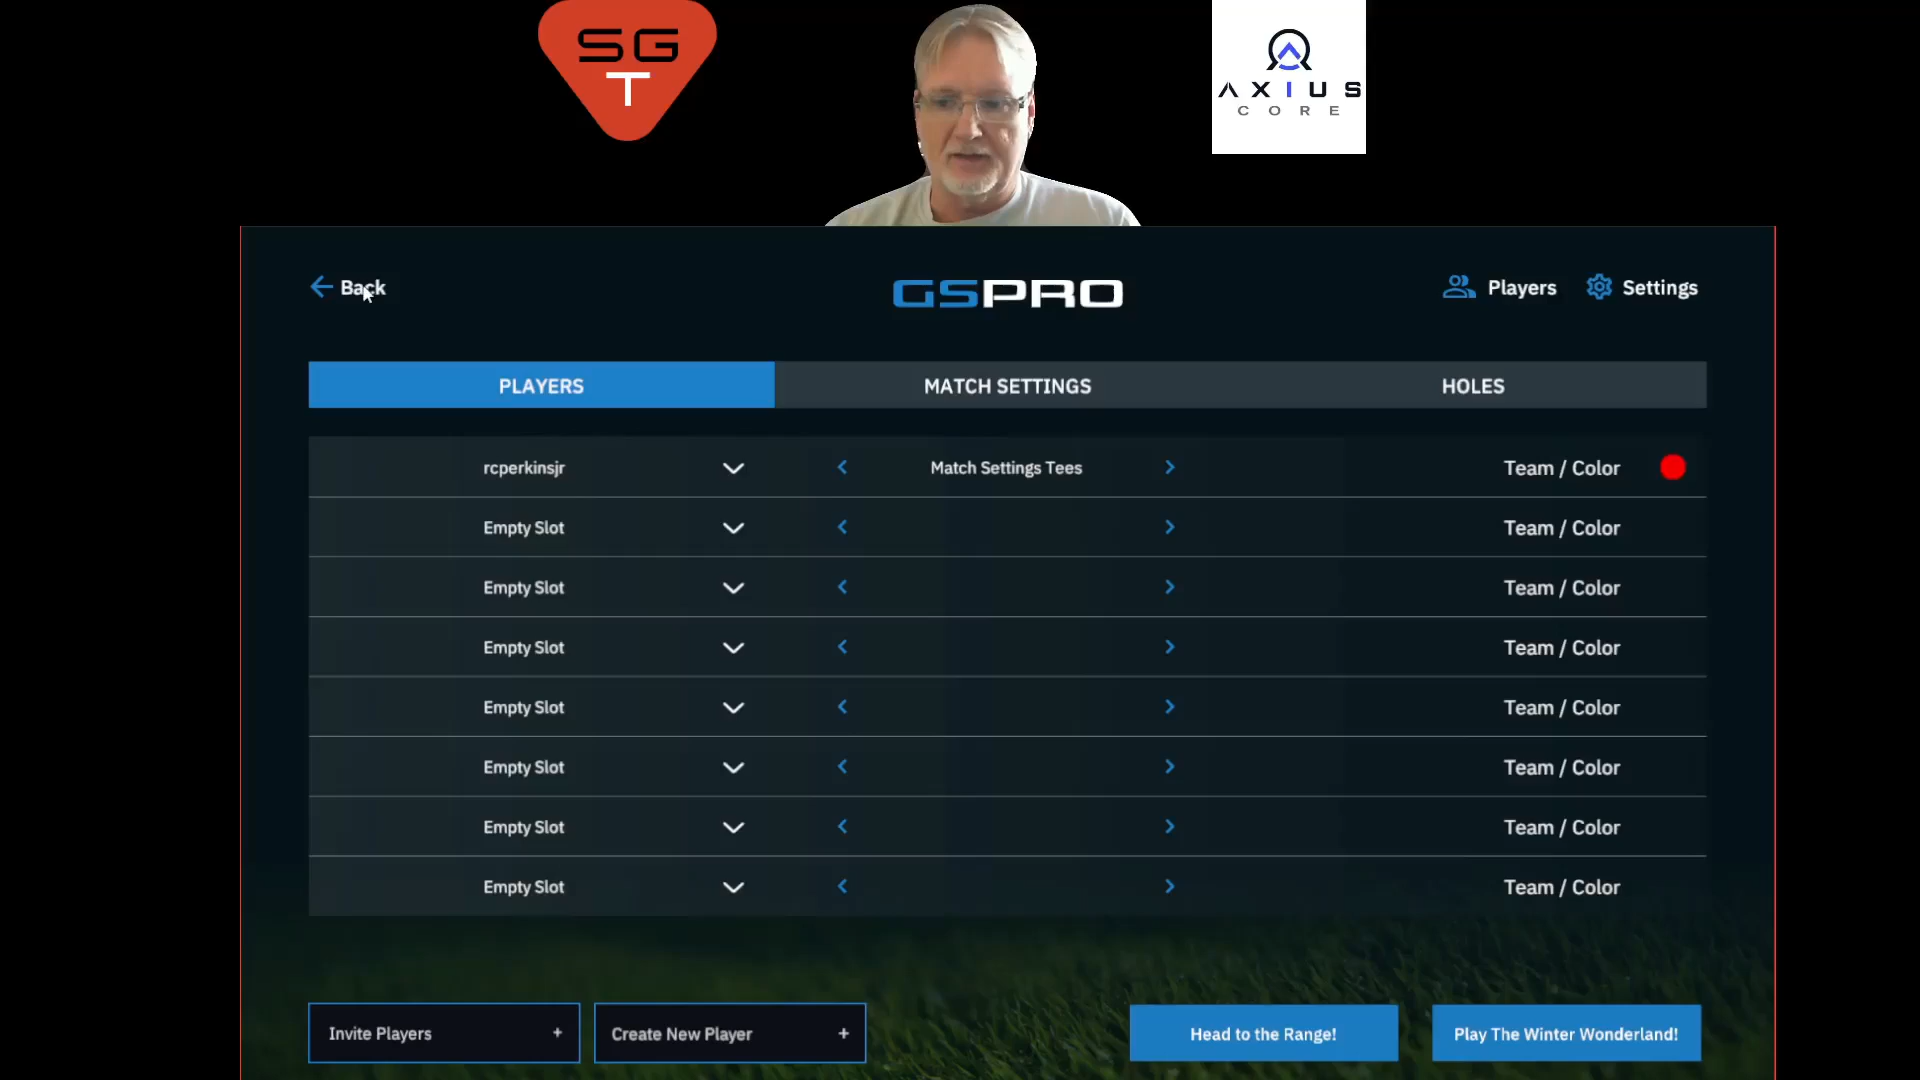 SG
T
AXIUS
CORE
Back
GSPRO
Players
Settings
PLAYERS
MATCH SETTINGS
HOLES
rcperkinsjr
Match Settings Tees
Team / Color
Empty Slot
Team / Color
Empty Slot
Team / Color
Empty Slot
Team / Color
Empty Slot
Team / Color
Empty Slot
Team / Color
Empty Slot
Team / Color
Empty Slot
Team / Color
Invite Players +
Create New Player +
Head to the Range!
Play The Winter Wonderland!